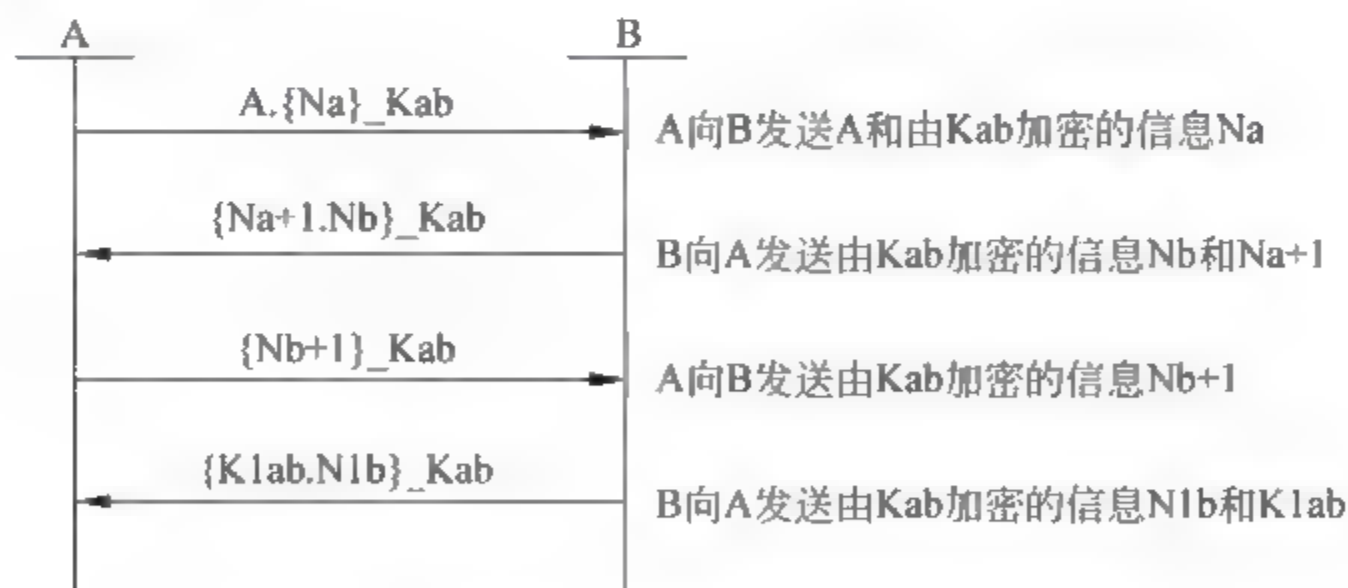 A
B
A.{Na}_Kab
A向B发送A和由Kab加密的信息Na
{Na+1.Nb}_Kab
B向A发送由Kab加密的信息Nb和Na+1
{Nb+1}_Kab
A向B发送由Kab加密的信息Nb+1
{K1ab.N1b}_Kab
B向A发送由Kab加密的信息N1b和K1ab